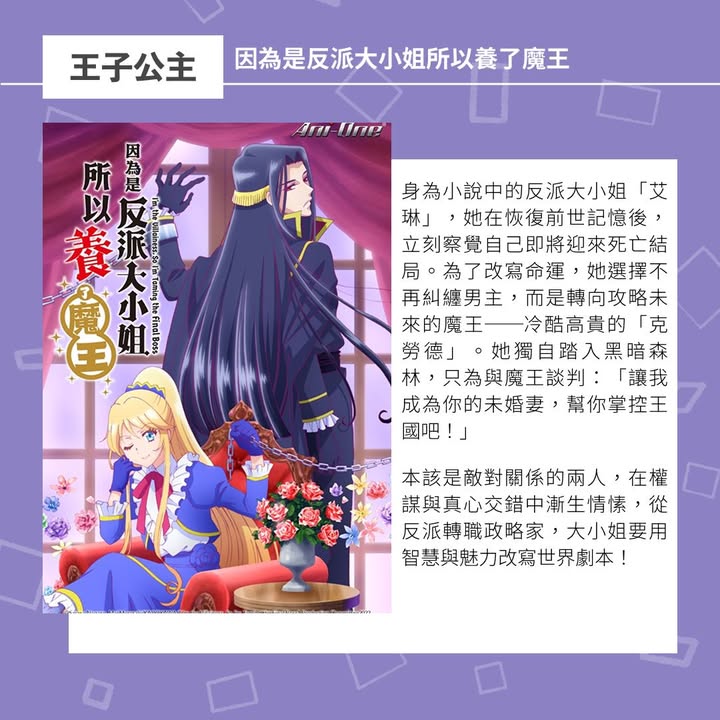 王子公主
因為是反派大小姐所以養了魔王
Ani-One
因為是
反派大小姐
所以養
了
魔王
I'm the Villainess, So I'm Taming the Final Boss
身為小說中的反派大小姐「艾
琳」，她在恢復前世記憶後，
立刻察覺自己即將迎來死亡結
局。為了改寫命運，她選擇不
再糾纏男主，而是轉向攻略未
來的魔王──冷酷高貴的「克
勞德」。她獨自踏入黑暗森
林，只為與魔王談判：「讓我
成為你的未婚妻，幫你掌控王
國吧！」
本該是敵對關係的兩人，在權
謀與真心交錯中漸生情愫，從
反派轉職政略家，大小姐要用
智慧與魅力改寫世界劇本！